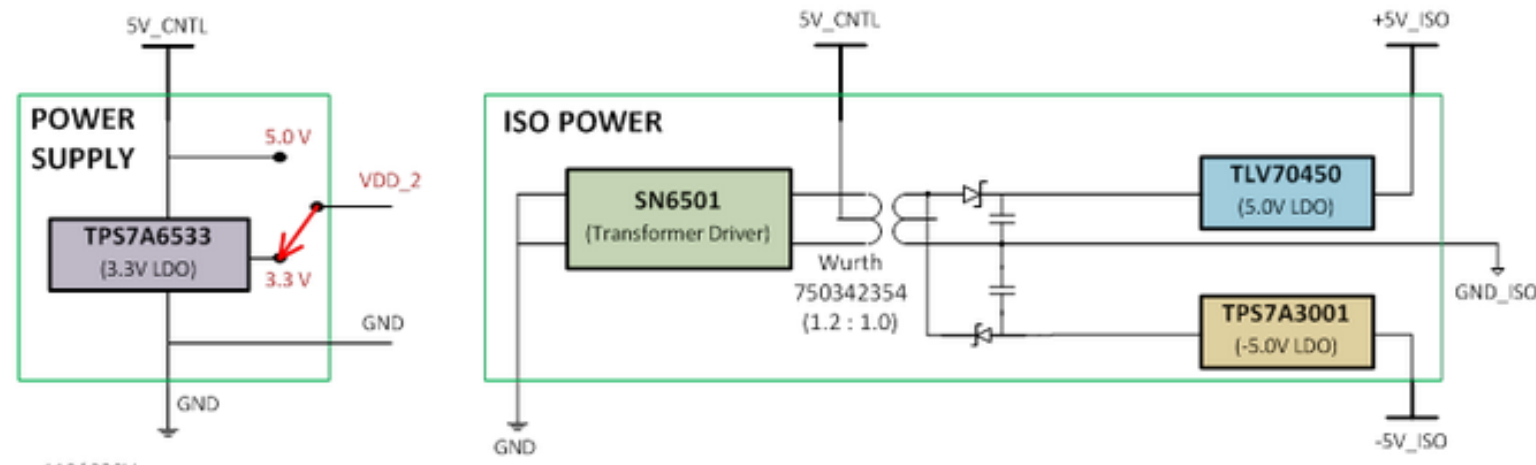 5V_CNTL
POWER
SUPPLY
5.0 V
VDD_2
TPS7A6533
(3.3V LDO)
3.3 V
GND
GND
5V_CNTL
+5V_ISO
ISO POWER
SN6501
(Transformer Driver)
TLV70450
(5.0V LDO)
Wurth
750342354
(1.2 : 1.0)
GND_ISO
TPS7A3001
(-5.0V LDO)
GND
-5V_ISO